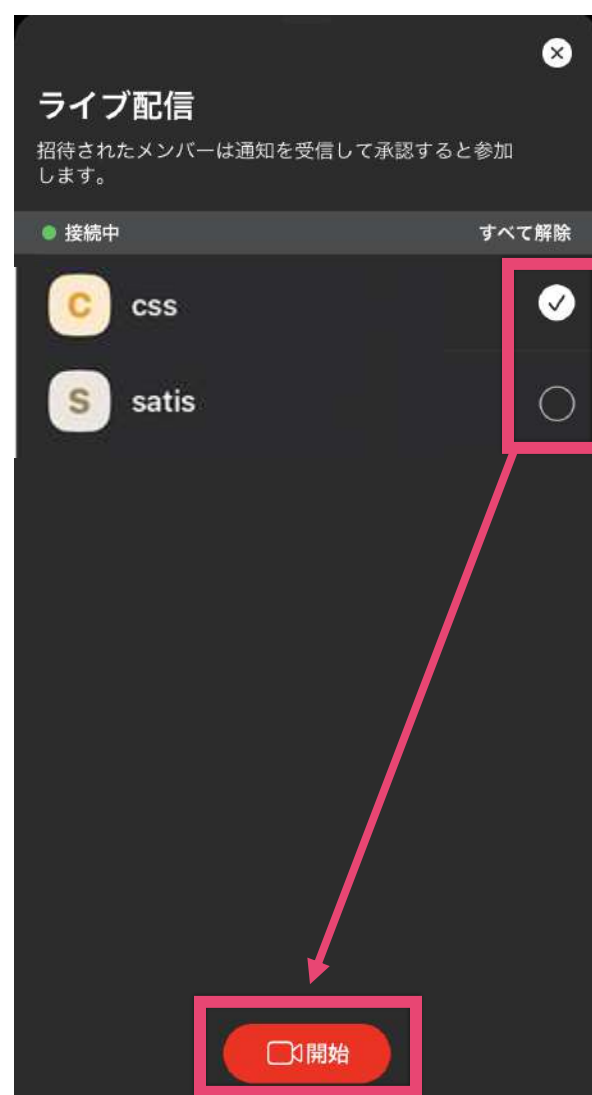 ライブ配信
招待されたメンバーは通知を受信して承認すると参加
します。
接続中 すべて解除
C css
S satis
開始